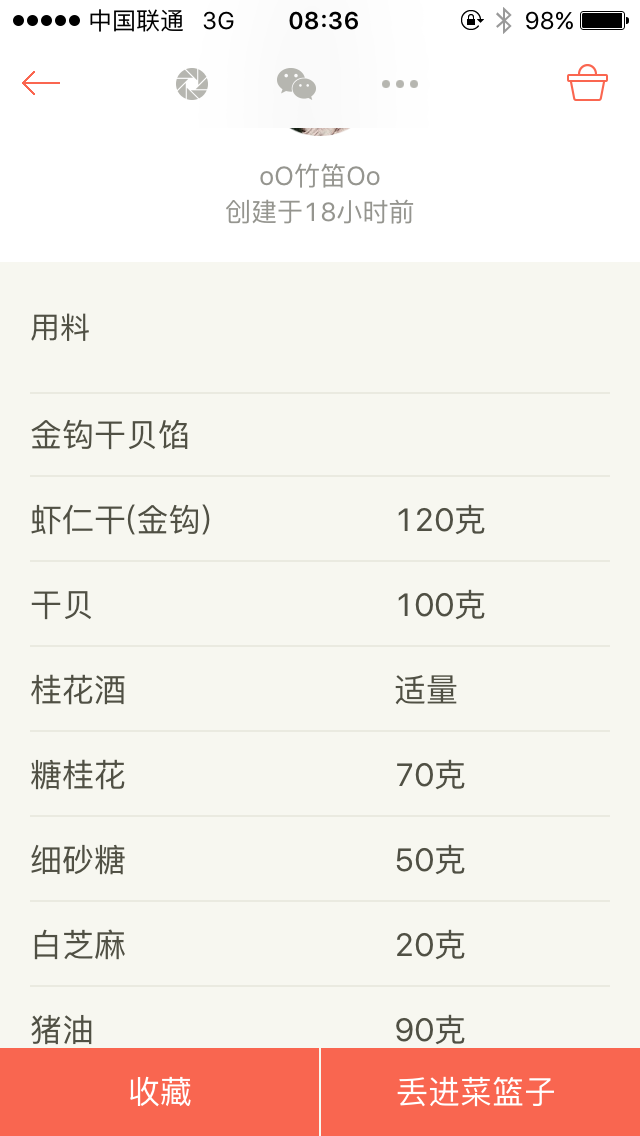 中国联通 3G 08:36 98%
oO竹笛Oo
创建于18小时前
用料
金钩干贝馅
虾仁干(金钩) 120克
干贝 100克
桂花酒 适量
糖桂花 70克
细砂糖 50克
白芝麻 20克
猪油 90克
收藏 丢进菜篮子